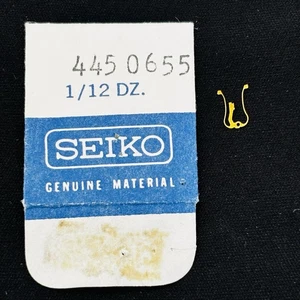 445 0655
1/12 DZ.
SEIKO
GENUINE MATERIAL